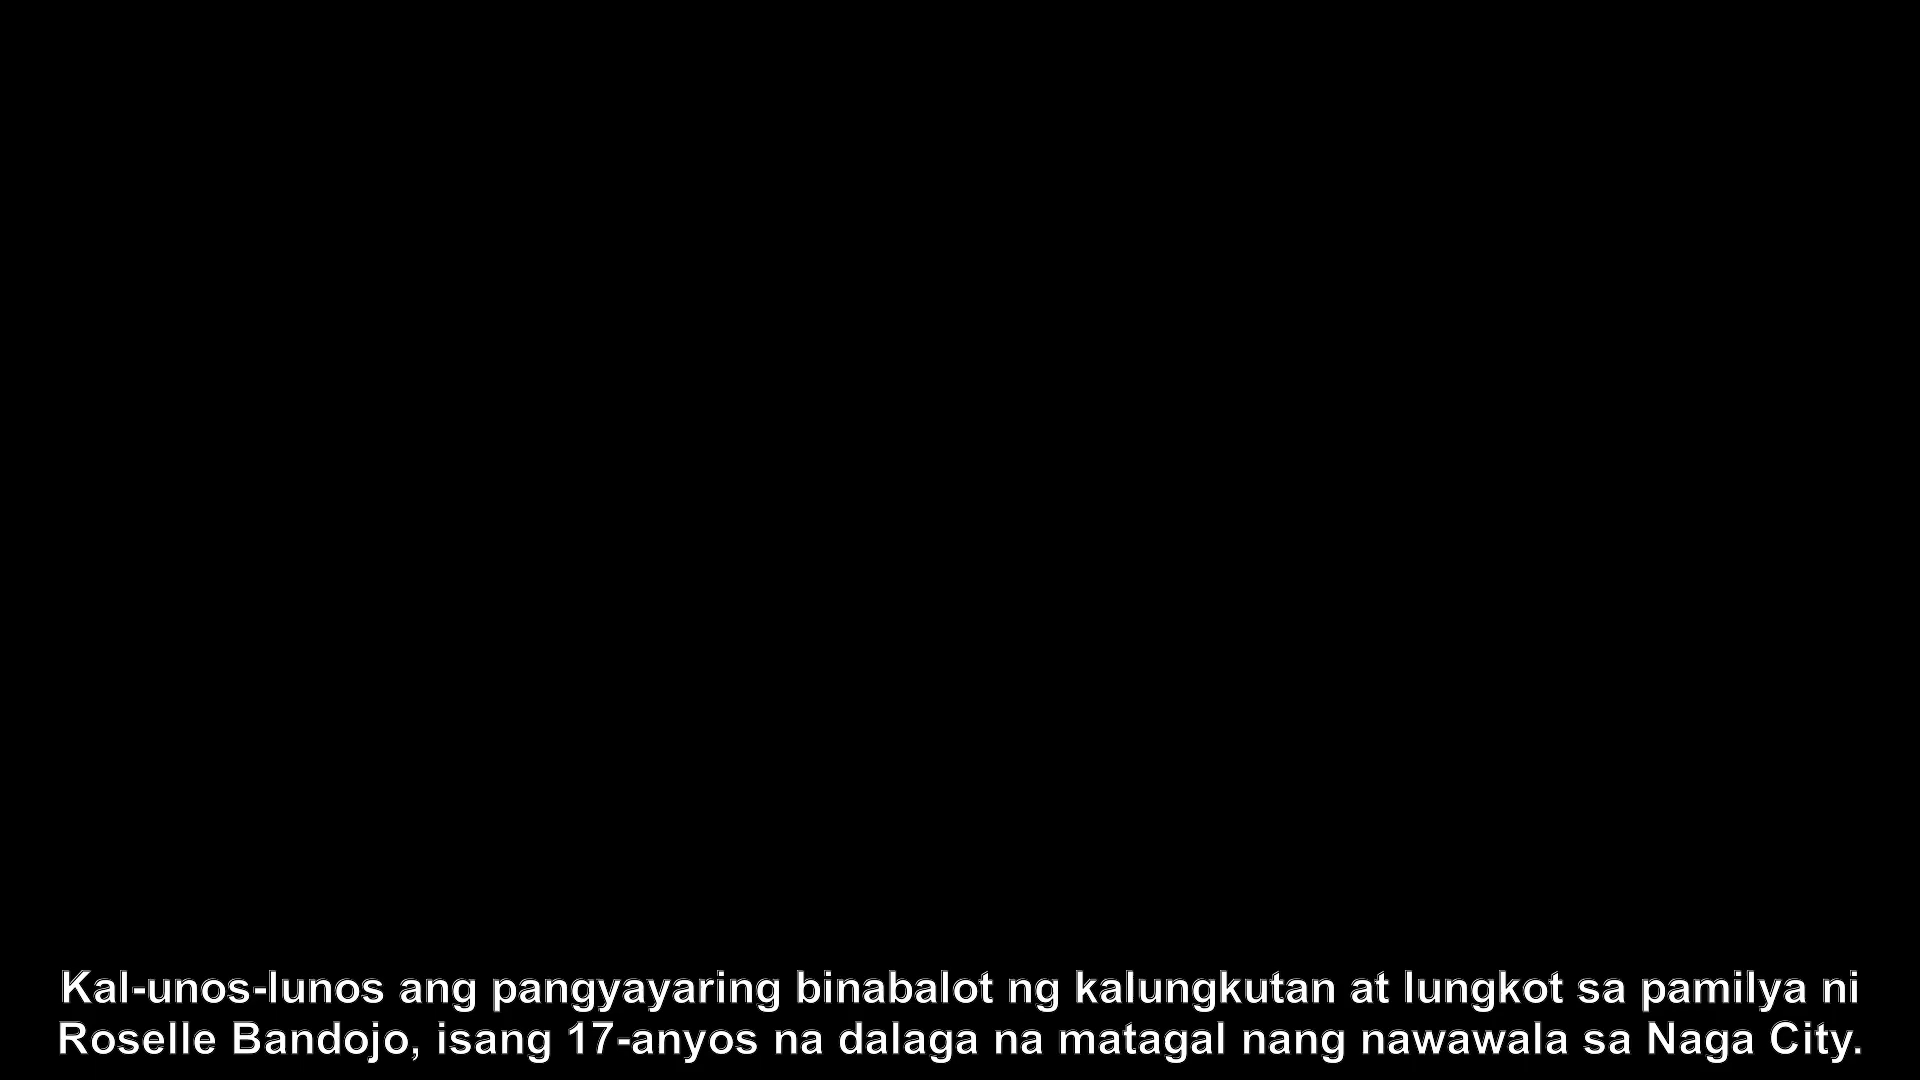 Kal-unos-lunos ang pangyayaring binabalot ng kalungkutan at lungkot sa pamilya ni
Roselle Bandojo, isang 17-anyos na dalaga na matagal nang nawawala sa Naga City.